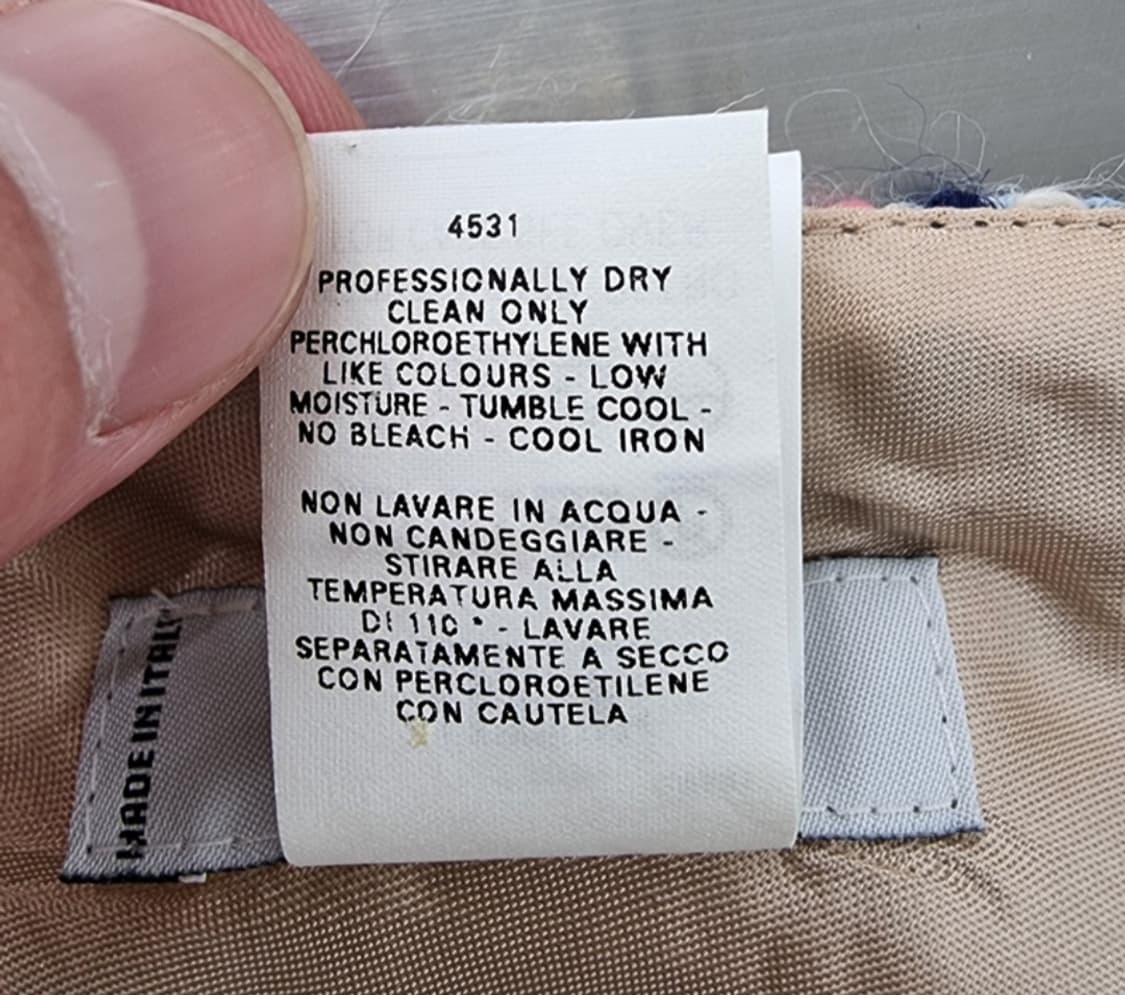 4531
PROFESSIONALLY DRY
CLEAN ONLY
PERCHLOROETHYLENE WITH
LIKE COLOURS - LOW
MOISTURE - TUMBLE COOL -
NO BLEACH - COOL IRON
NON LAVARE IN ACQUA -
NON CANDEGGIARE -
STIRARE ALLA
TEMPERATURA MASSIMA
DI 110 ° - LAVARE
SEPARATAMENTE A SECCO
CON PERCLOROETILENE
CON CAUTELA
MADE IN ITALY